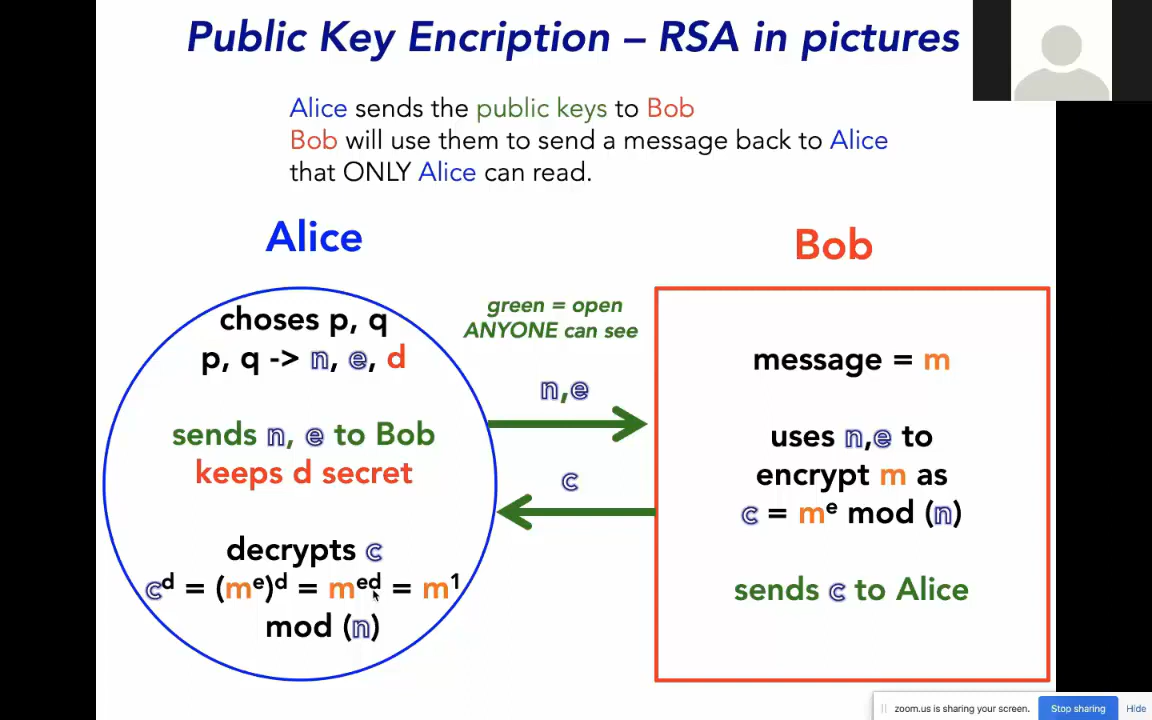 Public Key Encription – RSA in pictures
Alice sends the public keys to Bob
Bob will use them to send a message back to Alice
that ONLY Alice can read.
Alice
choses p, q
p, q -> n, e, d
sends n, e to Bob
keeps d secret
decrypts c
cᵈ = (mᵉ)ᵈ = mᵉᵈ = m¹
mod (n)
green = open
ANYONE can see
n,e
c
Bob
message = m
uses n,e to
encrypt m as
c = mᵉ mod (n)
sends c to Alice
zoom.us is sharing your screen.
Stop sharing
Hide